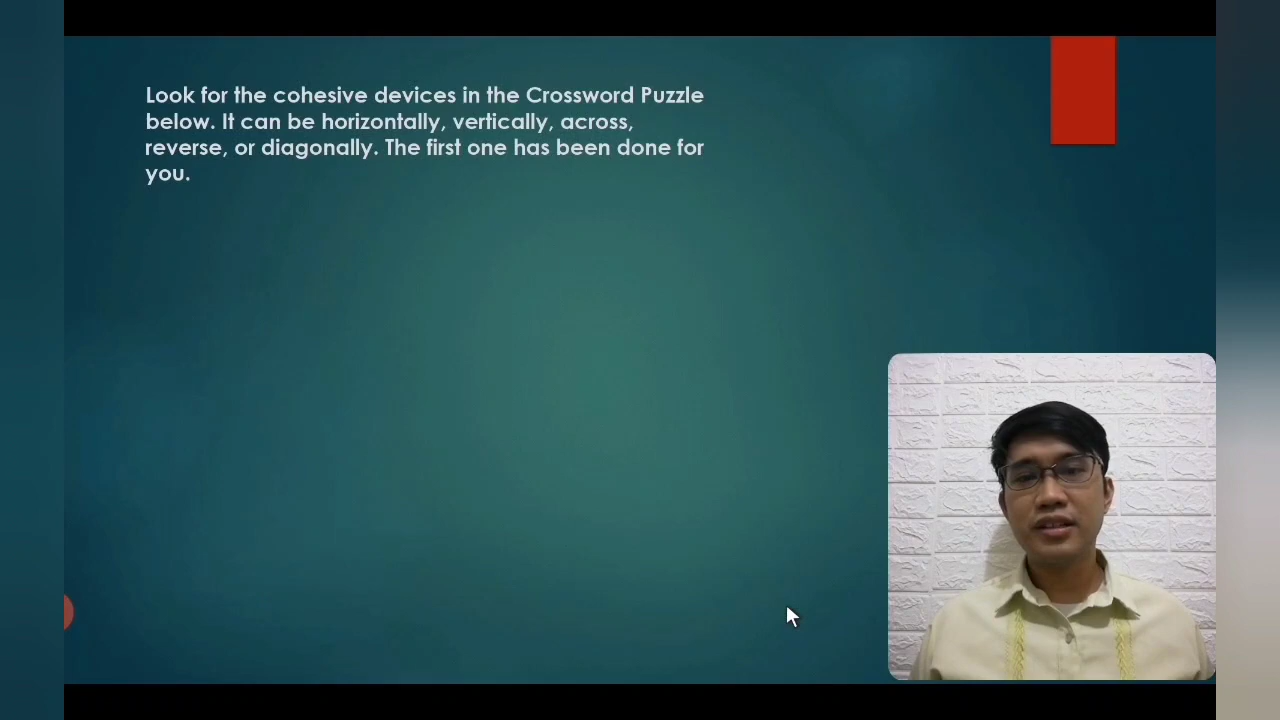 Look for the cohesive devices in the Crossword Puzzle
below. It can be horizontally, vertically, across,
reverse, or diagonally. The first one has been done for
you.